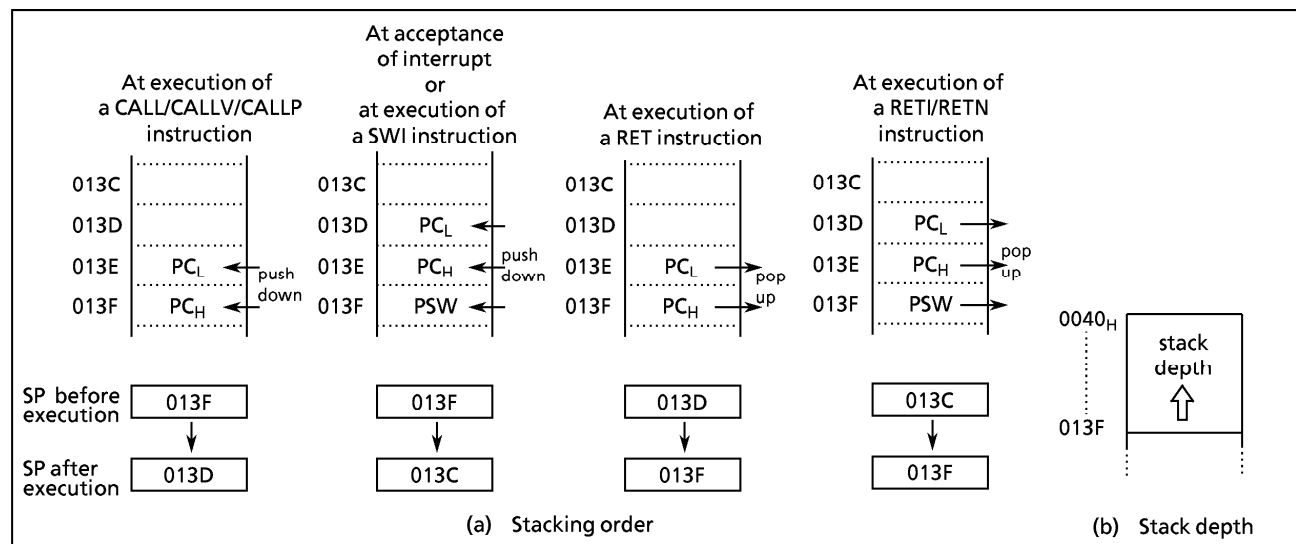 At execution of
a CALL/CALLV/CALLP
instruction
013C
013D
013E PCL push
013F PCH down
At acceptance
of interrupt
or
at execution of
a SWI instruction
013C
013D PCL
013E PCH push
down
013F PSW
At execution of
a RET instruction
013C
013D
013E PCL pop
013F PCH up
At execution of
a RETI/RETN
instruction
013C
013D PCL
013E PCH pop
up
013F PSW
SP before
execution
013F 013F 013D 013C
SP after
execution
013D 013C 013F 013F
(a) Stacking order
0040H
stack
depth
013F
(b) Stack depth